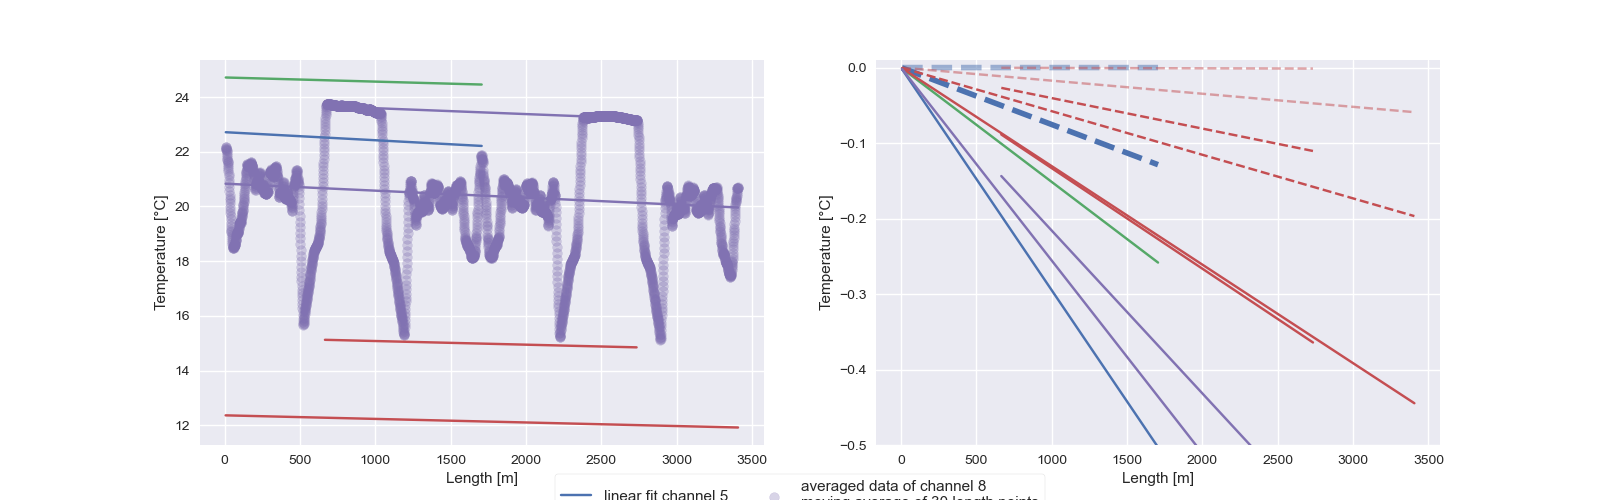 24
22
20
18
16
14
12
Temperature [°C]
0 500 1000 1500 2000 2500 3000 3500
Length [m]
0.0
−0.1
−0.2
−0.3
−0.4
−0.5
Temperature [°C]
0 500 1000 1500 2000 2500 3000 3500
Length [m]
linear fit channel 5
averaged data of channel 8
moving average of 30 length points